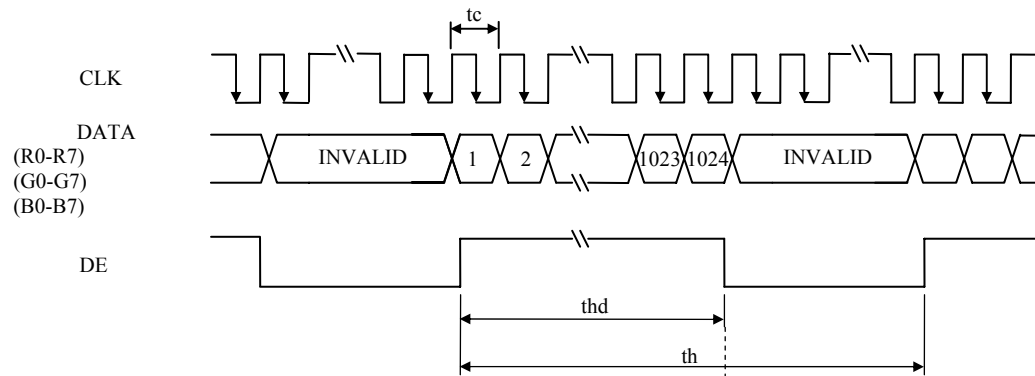 tc
CLK
DATA
(R0-R7)
(G0-G7)
(B0-B7)
INVALID 1 2 1023 1024 INVALID
DE
thd
th